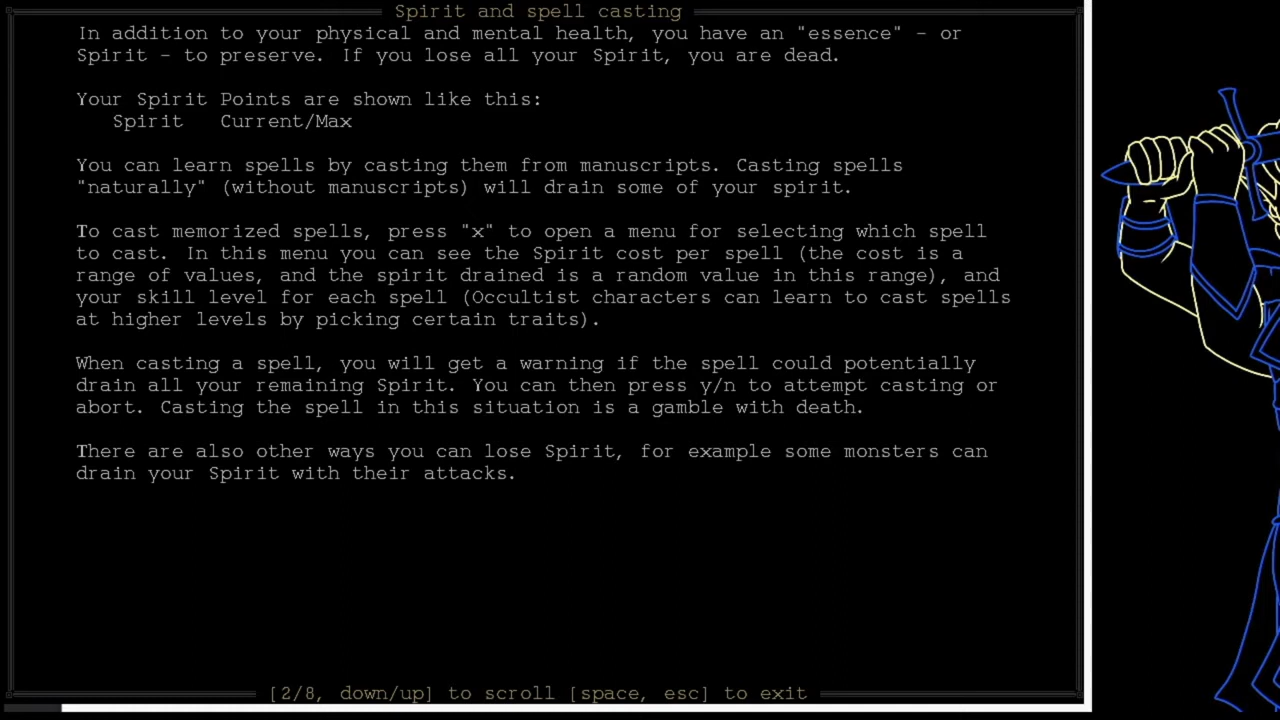 Spirit and spell casting
In addition to your physical and mental health, you have an "essence" - or
Spirit - to preserve. If you lose all your Spirit, you are dead.
Your Spirit Points are shown like this:
Spirit Current/Max
You can learn spells by casting them from manuscripts. Casting spells
"naturally" (without manuscripts) will drain some of your spirit.
To cast memorized spells, press "x" to open a menu for selecting which spell
to cast. In this menu you can see the Spirit cost per spell (the cost is a
range of values, and the spirit drained is a random value in this range), and
your skill level for each spell (Occultist characters can learn to cast spells
at higher levels by picking certain traits).
When casting a spell, you will get a warning if the spell could potentially
drain all your remaining Spirit. You can then press y/n to attempt casting or
abort. Casting the spell in this situation is a gamble with death.
There are also other ways you can lose Spirit, for example some monsters can
drain your Spirit with their attacks.
[2/8, down/up] to scroll [space, esc] to exit